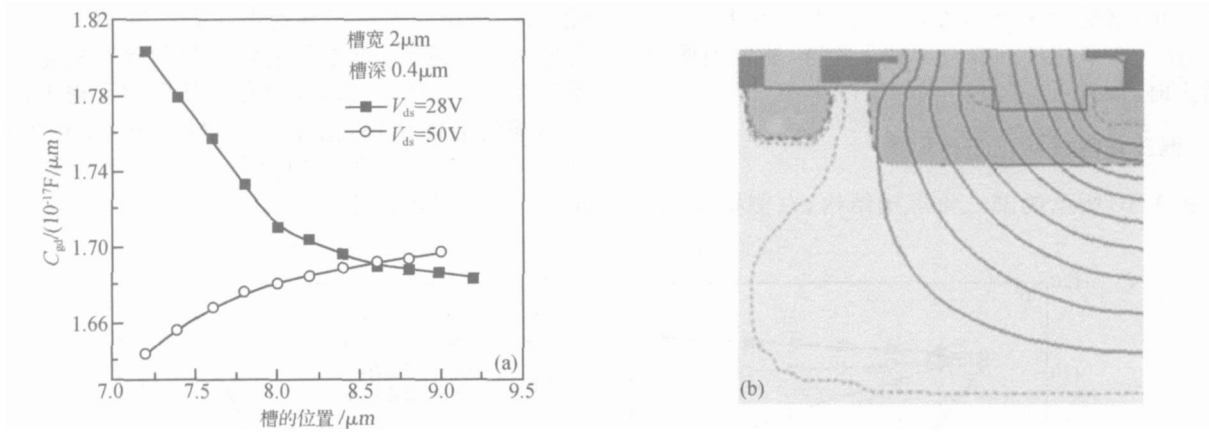 1.82
1.78
1.74
1.70
1.66
7.0 7.5 8.0 8.5 9.0 9.5
C_gd/(10^-17 F/μm)
槽的位置/μm
槽宽 2μm
槽深 0.4μm
V_ds=28V
V_ds=50V
(a)
(b)